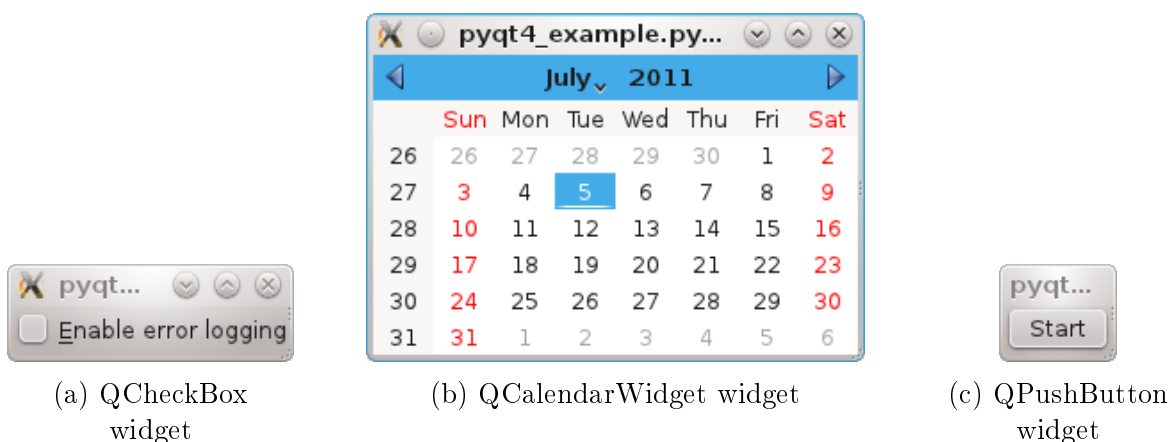 pyqt...
Enable error logging
(a) QCheckBox
widget
pyqt4_example.py...
July 2011
Sun Mon Tue Wed Thu Fri Sat
26 26 27 28 29 30 1 2
27 3 4 5 6 7 8 9
28 10 11 12 13 14 15 16
29 17 18 19 20 21 22 23
30 24 25 26 27 28 29 30
31 31 1 2 3 4 5 6
(b) QCalendarWidget widget
pyqt...
Start
(c) QPushButton
widget